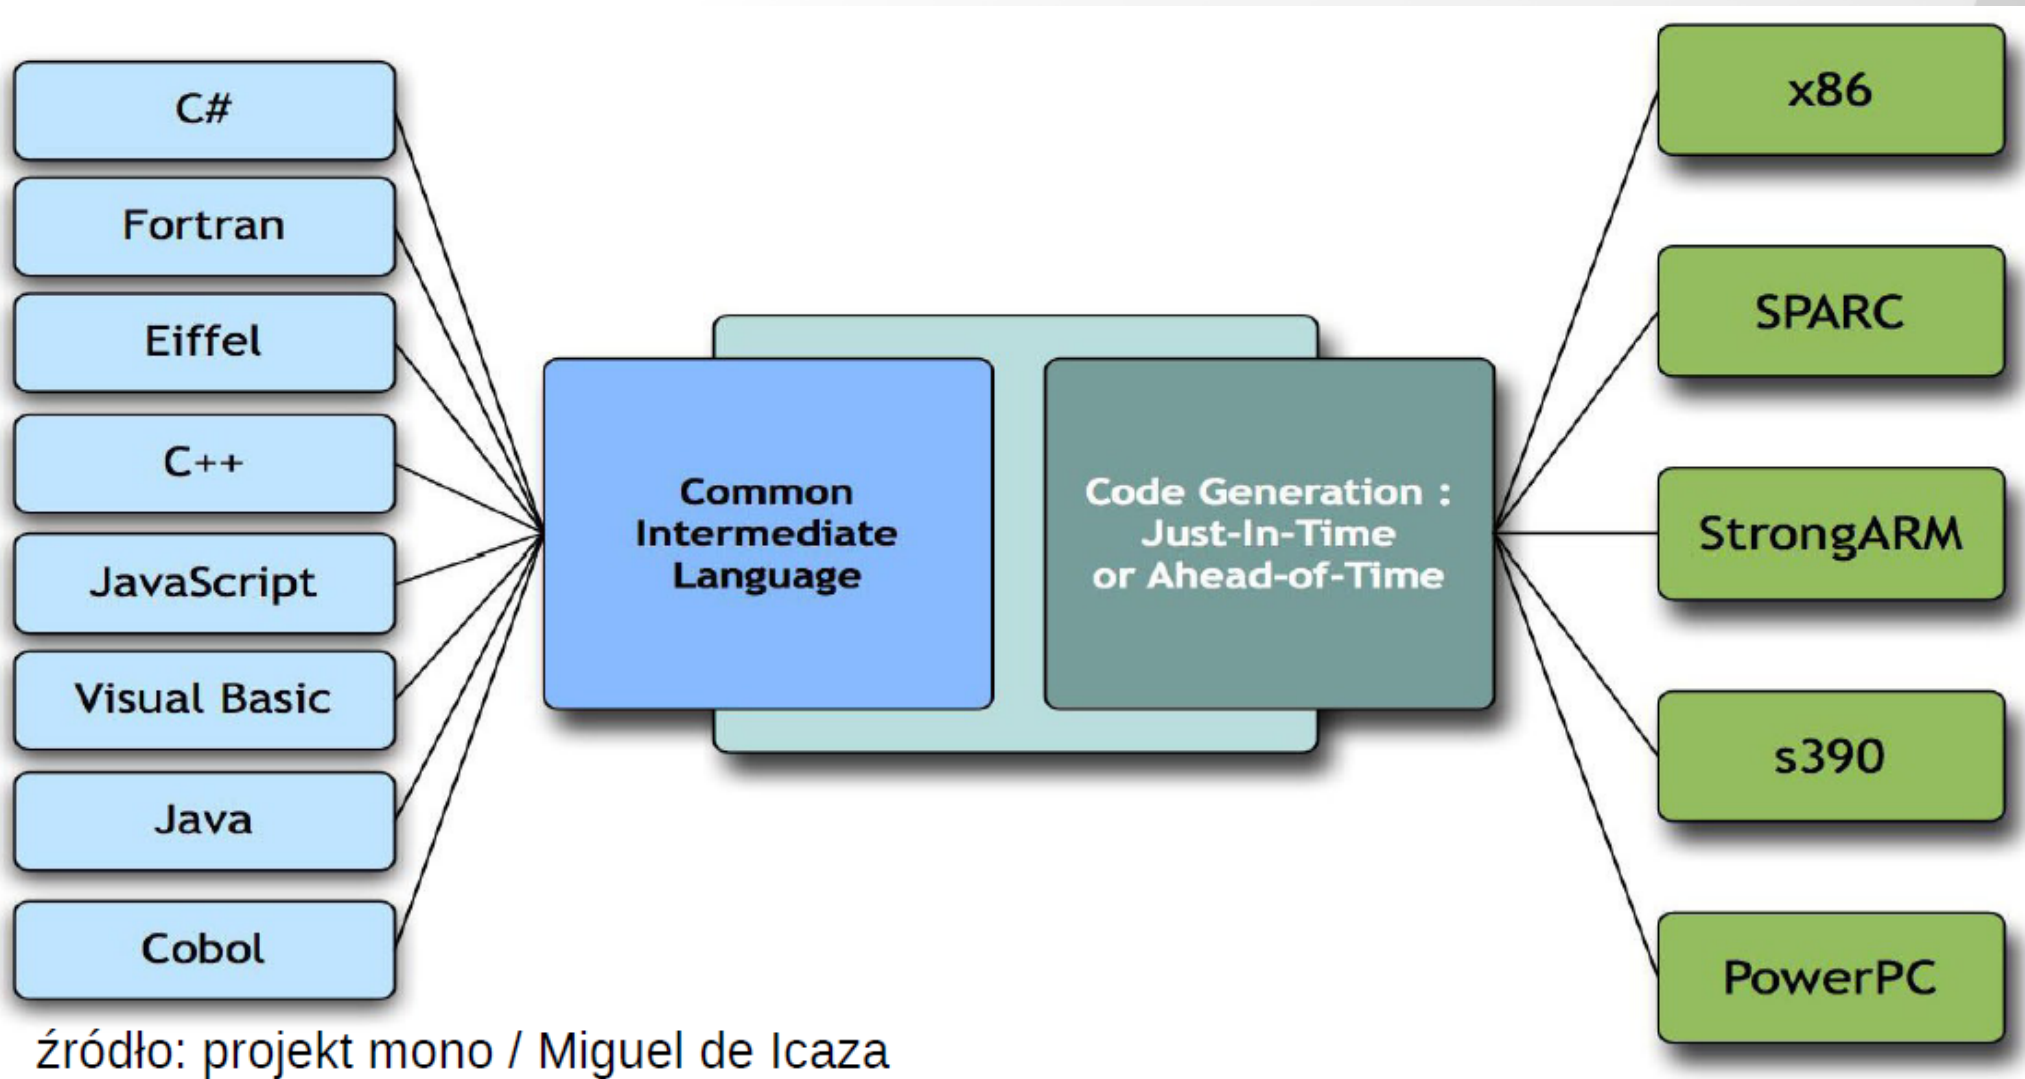 C#
Fortran
Eiffel
C++
JavaScript
Visual Basic
Java
Cobol
Common
Intermediate
Language
Code Generation :
Just-In-Time
or Ahead-of-Time
x86
SPARC
StrongARM
s390
PowerPC
źródło: projekt mono / Miguel de Icaza